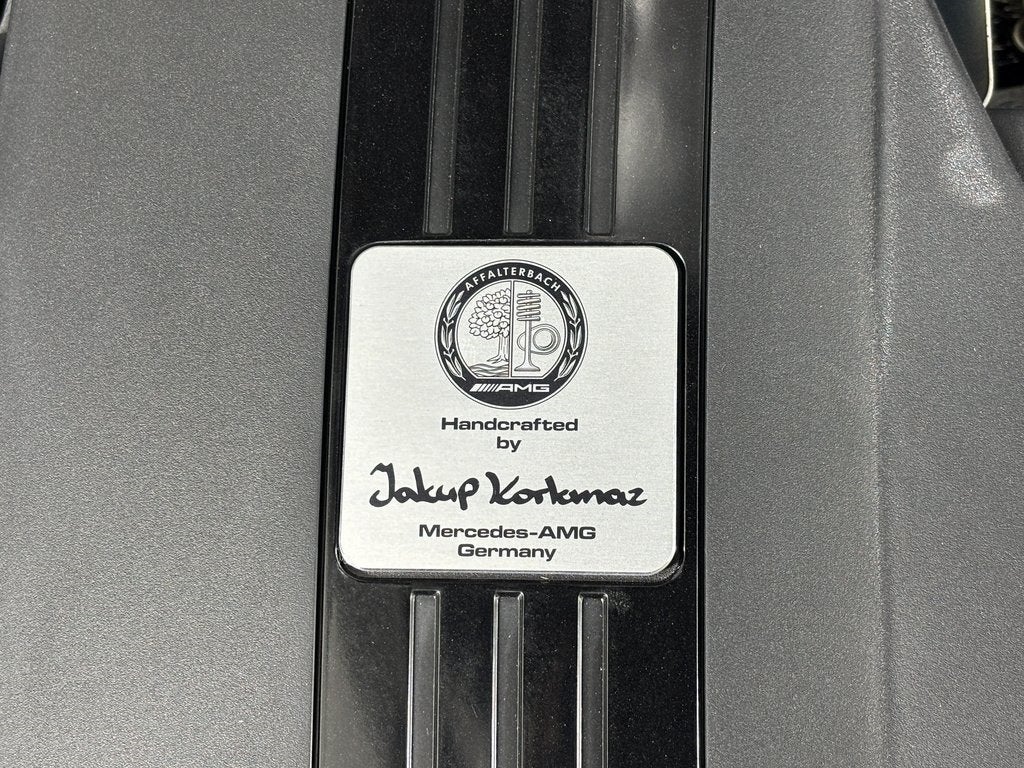 AFFALTERBACH
AMG
Handcrafted
by
Jakup Korkmaz
Mercedes-AMG
Germany